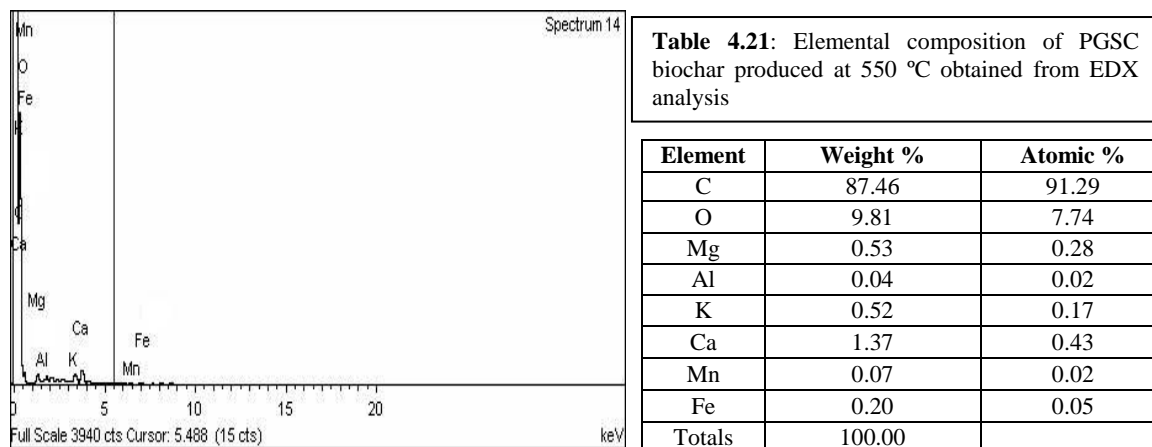 Mn
Spectrum 14
O
Fe
K
C
Ca
Mg
Ca
Fe
Al
K
Mn
0 5 10 15 20
Full Scale 3940 cts Cursor: 5.488 (15 cts)
keV
Table 4.21: Elemental composition of PGSC
biochar produced at 550 ºC obtained from EDX
analysis
Element Weight % Atomic %
C 87.46 91.29
O 9.81 7.74
Mg 0.53 0.28
Al 0.04 0.02
K 0.52 0.17
Ca 1.37 0.43
Mn 0.07 0.02
Fe 0.20 0.05
Totals 100.00